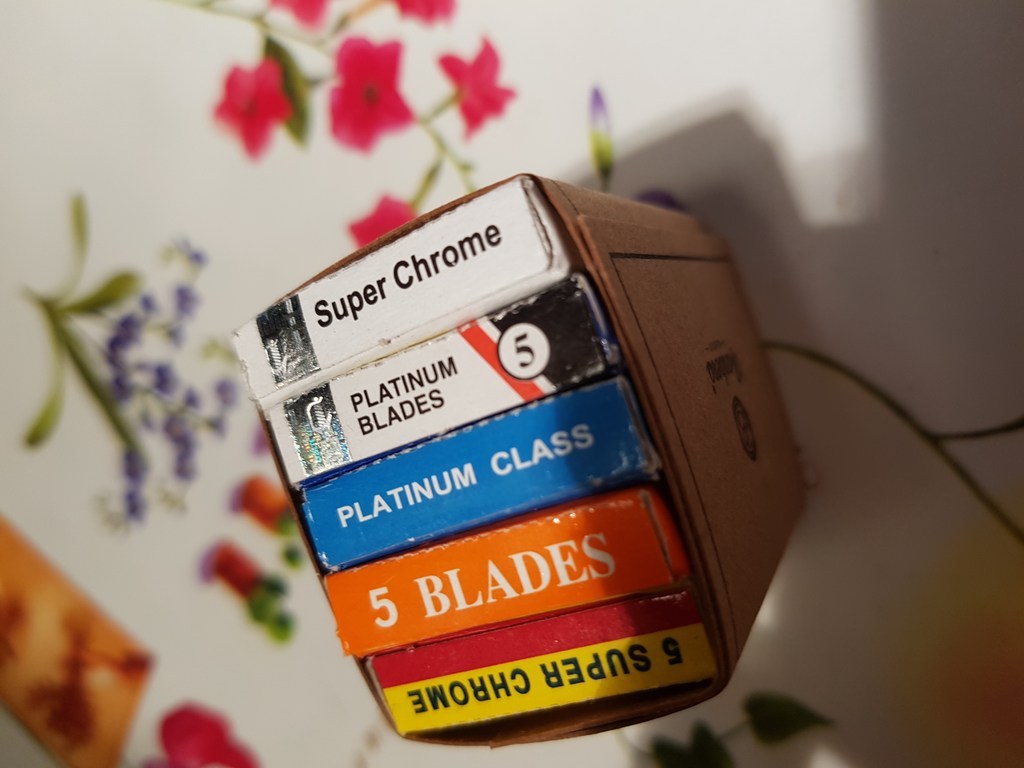 Super Chrome
PLATINUM
BLADES
5
PLATINUM CLASS
5 BLADES
5 SUPER CHROME